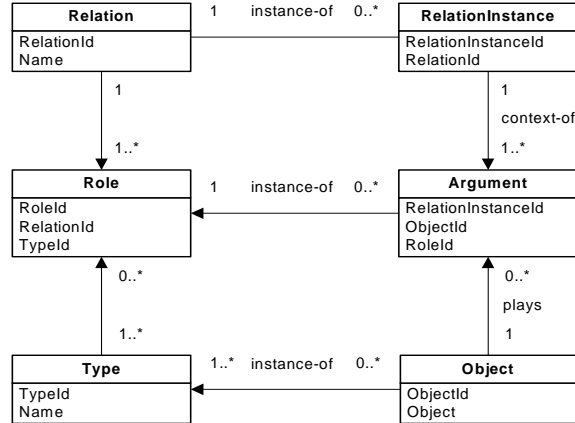 Relation 1 instance-of 0..* RelationInstance
RelationId
Name
RelationInstanceId
RelationId
1
1
context-of
1..*
1..*
Role 1 instance-of 0..* Argument
RoleId
RelationId
TypeId
RelationInstanceId
ObjectId
RoleId
0..*
0..*
plays
1..*
1
Type 1..* instance-of 0..* Object
TypeId
Name
ObjectId
Object